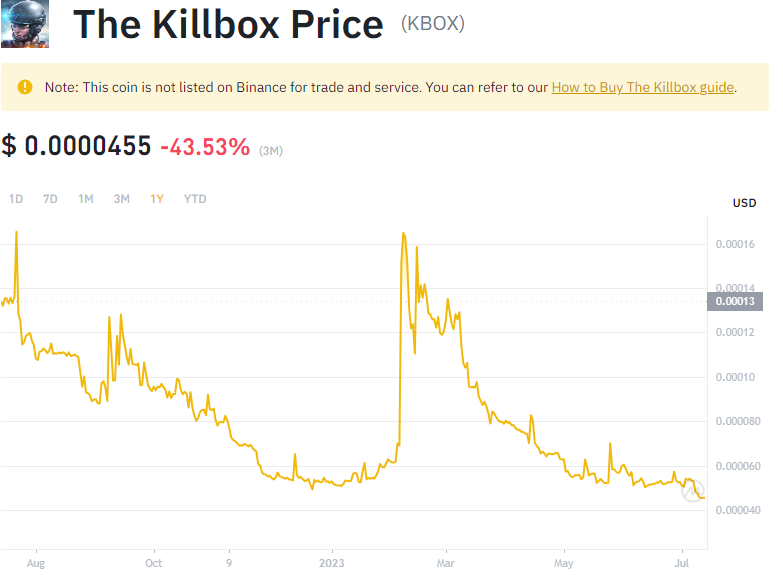 The Killbox Price (KBOX)
Note: This coin is not listed on Binance for trade and service. You can refer to our How to Buy The Killbox guide.
$ 0.0000455 -43.53% (3M)
1D 7D 1M 3M 1Y YTD
USD
0.00016
0.00014
0.00013
0.00012
0.00010
0.000080
0.000060
0.000040
Aug Oct 9 2023 Mar May Jul